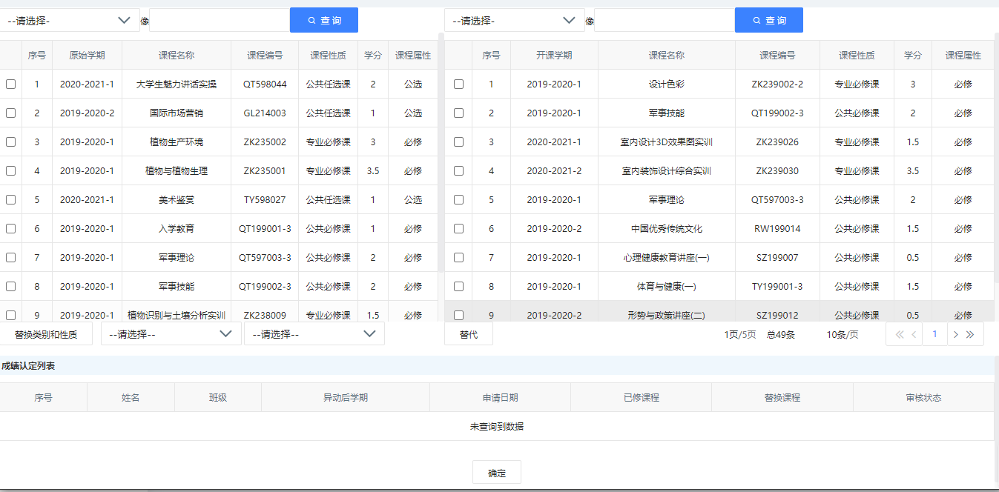 --请选择- 像 查 询 --请选择- 像 查 询
序号 原始学期 课程名称 课程编号 课程性质 学分 课程属性 序号 开课学期 课程名称 课程编号 课程性质 学分 课程属性
1 2020-2021-1 大学生魅力讲话实操 QT598044 公共任选课 2 公选 1 2019-2020-1 设计色彩 ZK239002-2 专业必修课 3 必修
2 2019-2020-2 国际市场营销 GL214003 公共任选课 1 公选 2 2019-2020-1 军事技能 QT199002-3 公共必修课 2 必修
3 2019-2020-1 植物生产环境 ZK235002 专业必修课 3 必修 3 2020-2021-1 室内设计3D效果图实训 ZK239026 专业必修课 1.5 必修
4 2019-2020-1 植物与植物生理 ZK235001 专业必修课 3.5 必修 4 2020-2021-2 室内装饰设计综合实训 ZK239030 专业必修课 3.5 必修
5 2020-2021-1 美术鉴赏 TY598027 公共任选课 1 公选 5 2019-2020-1 军事理论 QT597003-3 公共必修课 2 必修
6 2019-2020-1 入学教育 QT199001-3 公共必修课 1 必修 6 2019-2020-2 中国优秀传统文化 RW199014 公共必修课 1.5 必修
7 2019-2020-1 军事理论 QT597003-3 公共必修课 2 必修 7 2019-2020-1 心理健康教育讲座(一) SZ199007 公共必修课 0.5 必修
8 2019-2020-1 军事技能 QT199002-3 公共必修课 2 必修 8 2019-2020-1 体育与健康(一) TY199001-3 公共必修课 1.5 必修
9 2019-2020-1 植物识别与土壤分析实训 ZK238009 专业必修课 1.5 必修 9 2019-2020-2 形势与政策讲座(二) SZ199012 公共必修课 0.5 必修
替换类别和性质 --请选择-- --请选择-- 替代 1页/5页 总49条 10条/页 1
成绩认定列表
序号 姓名 班级 异动后学期 申请日期 已修课程 替换课程 审核状态
未查询到数据
确定